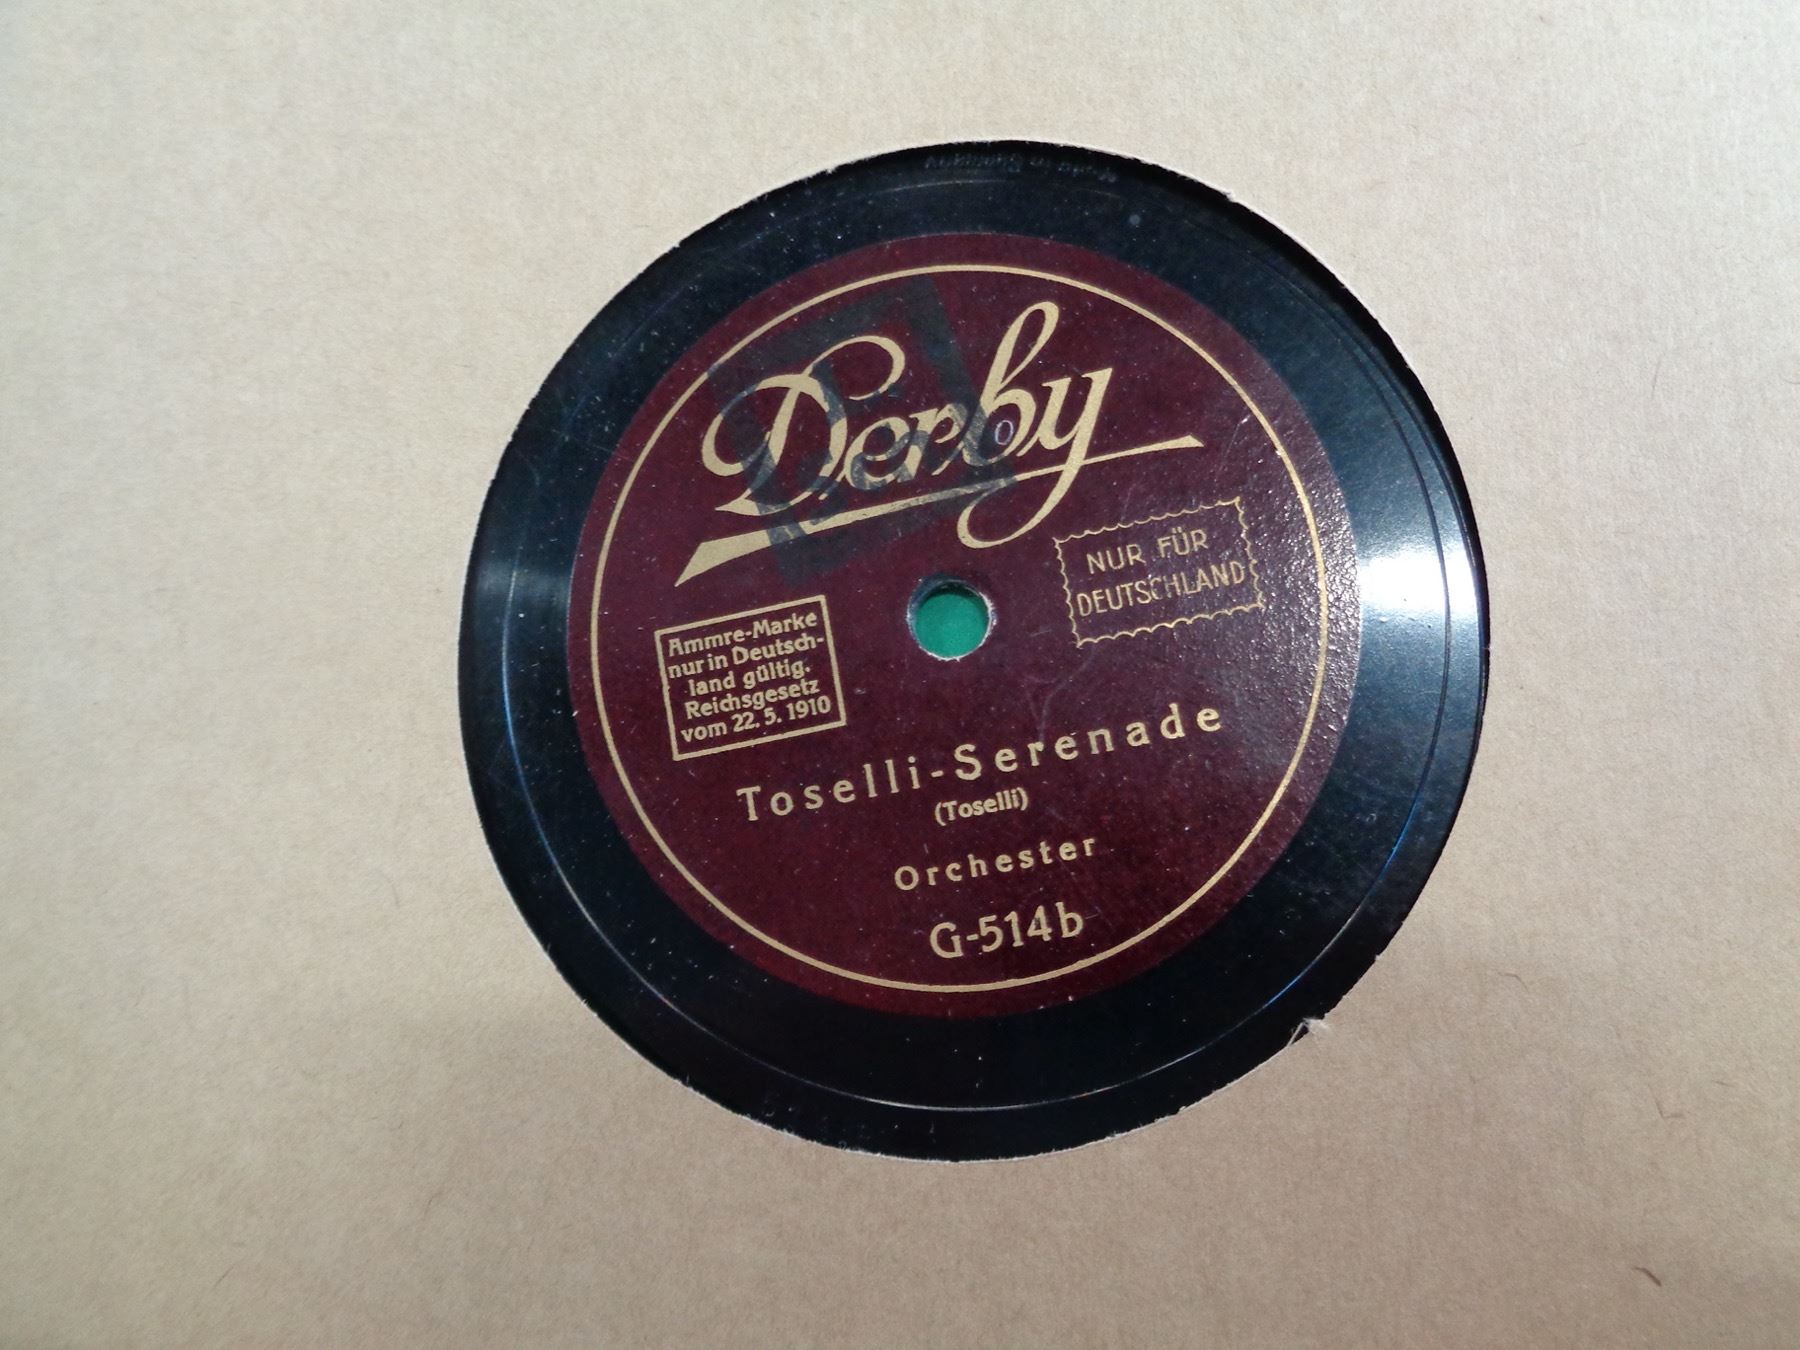 Derby
NUR FÜR
DEUTSCHLAND
Ammre-Marke
nur in Deutsch-
land gültig.
Reichsgesetz
vom 22. 5. 1910
Toselli-Serenade
(Toselli)
Orchester
G-514b